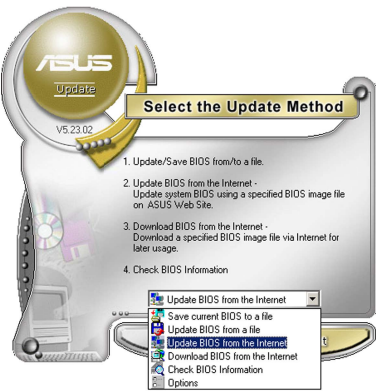 ASUS
Update
V5.23.02
Select the Update Method
1. Update/Save BIOS from/to a file.
2. Update BIOS from the Internet -
Update system BIOS using a specified BIOS image file
on ASUS Web Site.
3. Download BIOS from the Internet -
Download a specified BIOS image file via Internet for
later usage.
4. Check BIOS Information
Update BIOS from the Internet
Save current BIOS to a file
Update BIOS from a file
Update BIOS from the Internet
Download BIOS from the Internet
Check BIOS Information
Options